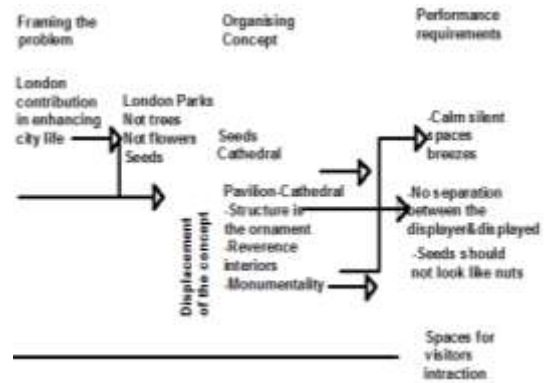 Framing the
problem
Organising
Concept
Performance
requirements
London
contribution
in enhancing
city life
London Parks
Not trees
Not flowers
Seeds
Seeds
Cathedral
Pavilion-Cathedral
-Structure is
the ornament
-Reverence
interiors
-Monumentality
Displacement
of the concept
-Calm silent
spaces
breezes
-No separation
between the
displayer&displayed
-Seeds should
not look like nuts
Spaces for
visitors
intraction